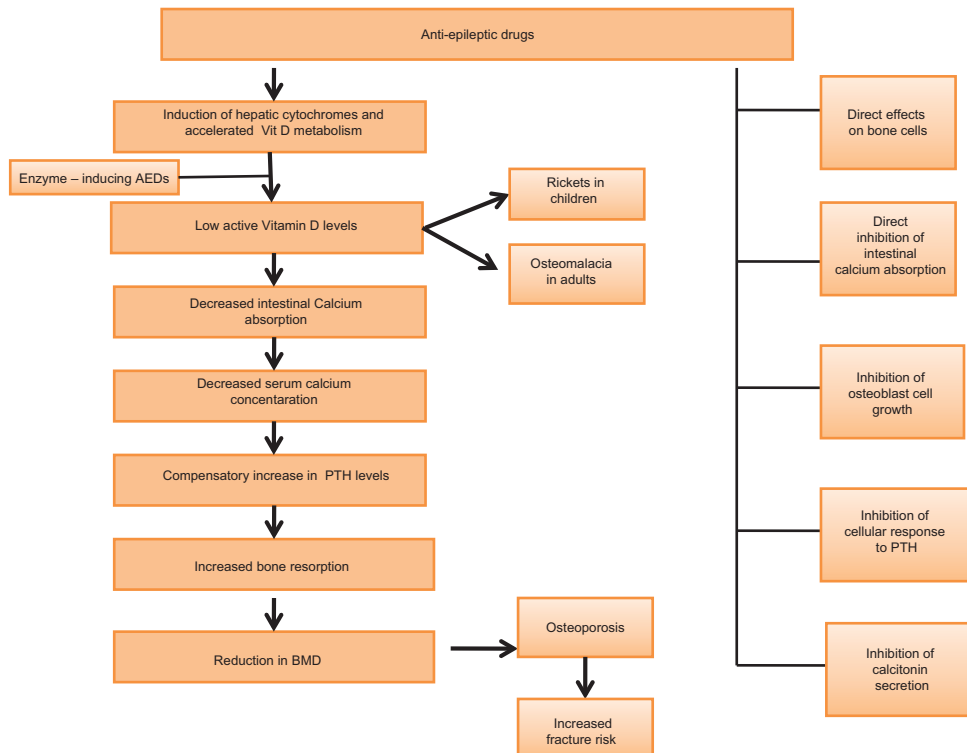 Anti-epileptic drugs
Induction of hepatic cytochromes and
accelerated Vit D metabolism
Enzyme – inducing AEDs
Low active Vitamin D levels
Rickets in
children
Osteomalacia
in adults
Decreased intestinal Calcium
absorption
Decreased serum calcium
concentaration
Compensatory increase in PTH levels
Increased bone resorption
Reduction in BMD
Osteoporosis
Increased
fracture risk
Direct effects
on bone cells
Direct
inhibition of
intestinal
calcium absorption
Inhibition of
osteoblast cell
growth
Inhibition of
cellular response
to PTH
Inhibition of
calcitonin
secretion